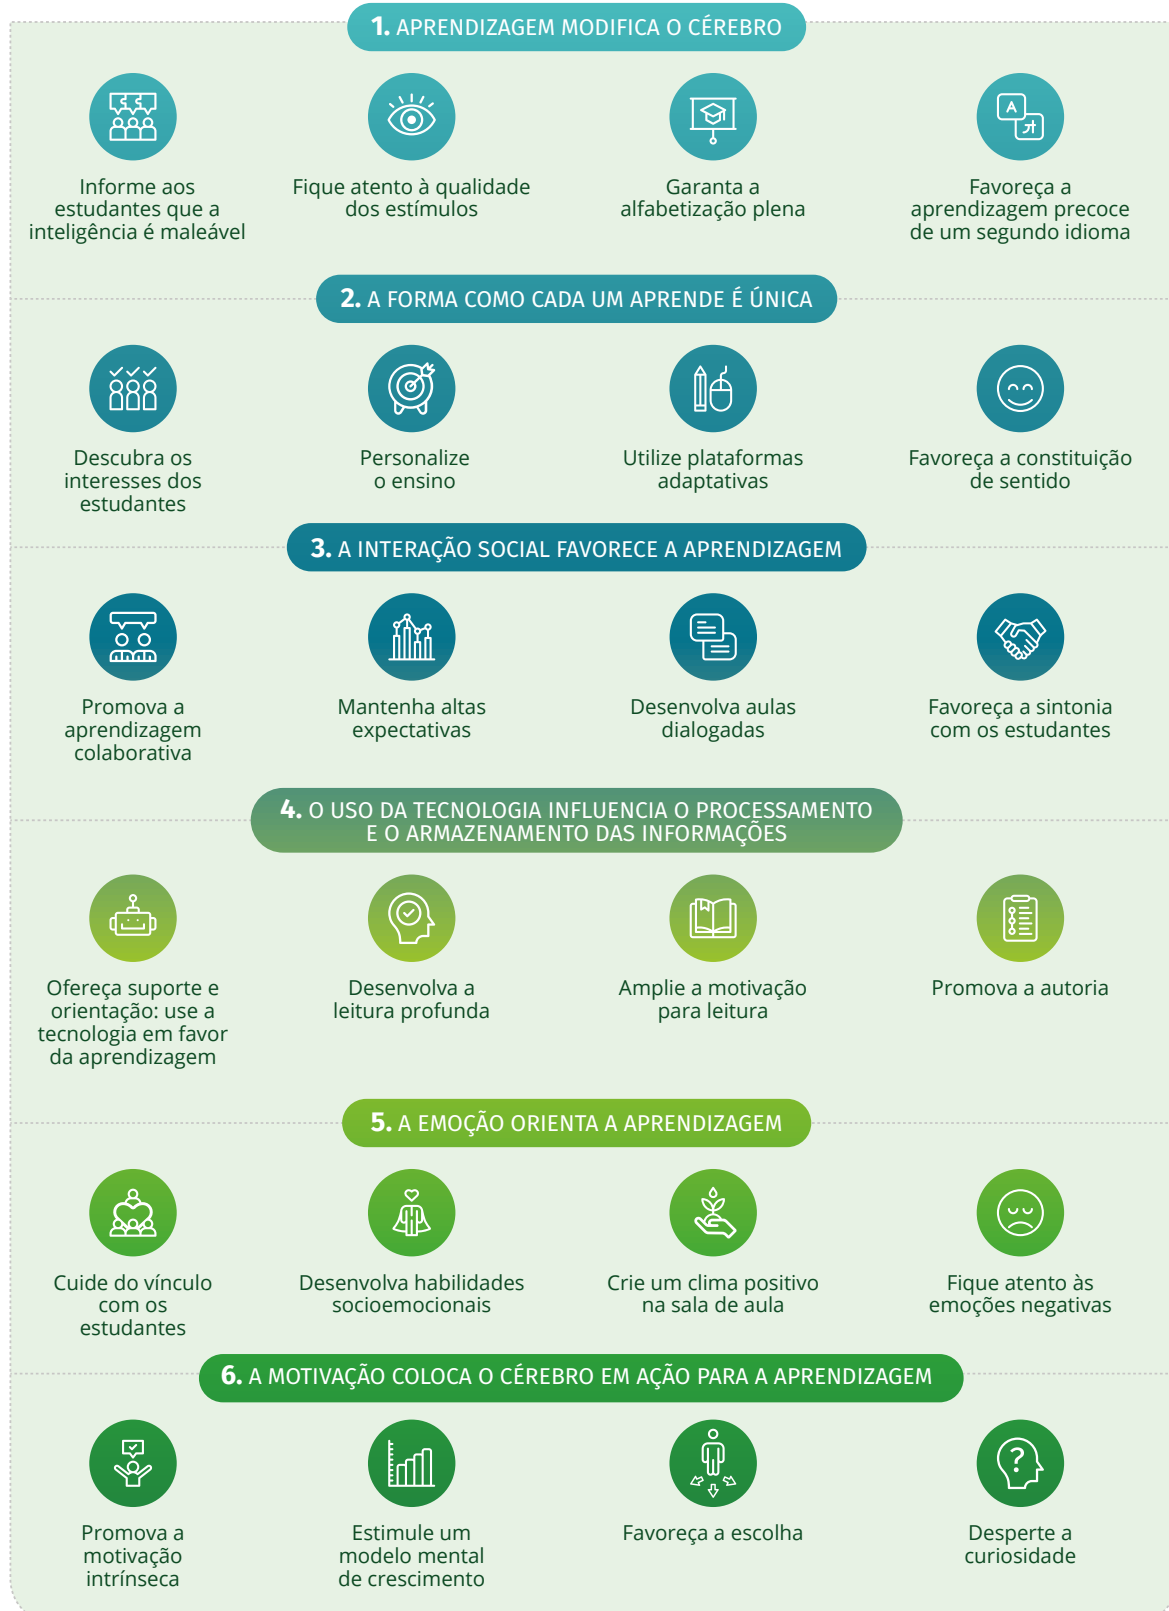 1. APRENDIZAGEM MODIFICA O CÉREBRO
Informe aos
estudantes que a
inteligência é maleável
Fique atento à qualidade
dos estímulos
Garanta a
alfabetização plena
A
Favoreça a
aprendizagem precoce
de um segundo idioma
2. A FORMA COMO CADA UM APRENDE É ÚNICA
Descubra os
interesses dos
estudantes
Personalize
o ensino
Utilize plataformas
adaptativas
Favoreça a constituição
de sentido
3. A INTERAÇÃO SOCIAL FAVORECE A APRENDIZAGEM
Promova a
aprendizagem
colaborativa
Mantenha altas
expectativas
Desenvolva aulas
dialogadas
Favoreça a sintonia
com os estudantes
4. O USO DA TECNOLOGIA INFLUENCIA O PROCESSAMENTO
E O ARMAZENAMENTO DAS INFORMAÇÕES
Ofereça suporte e
orientação: use a
tecnologia em favor
da aprendizagem
Desenvolva a
leitura profunda
Amplie a motivação
para leitura
Promova a autoria
5. A EMOÇÃO ORIENTA A APRENDIZAGEM
Cuide do vínculo
com os
estudantes
Desenvolva habilidades
socioemocionais
Crie um clima positivo
na sala de aula
Fique atento às
emoções negativas
6. A MOTIVAÇÃO COLOCA O CÉREBRO EM AÇÃO PARA A APRENDIZAGEM
Promova a
motivação
intrínseca
Estimule um
modelo mental
de crescimento
Favoreça a escolha
?
Desperte a
curiosidade